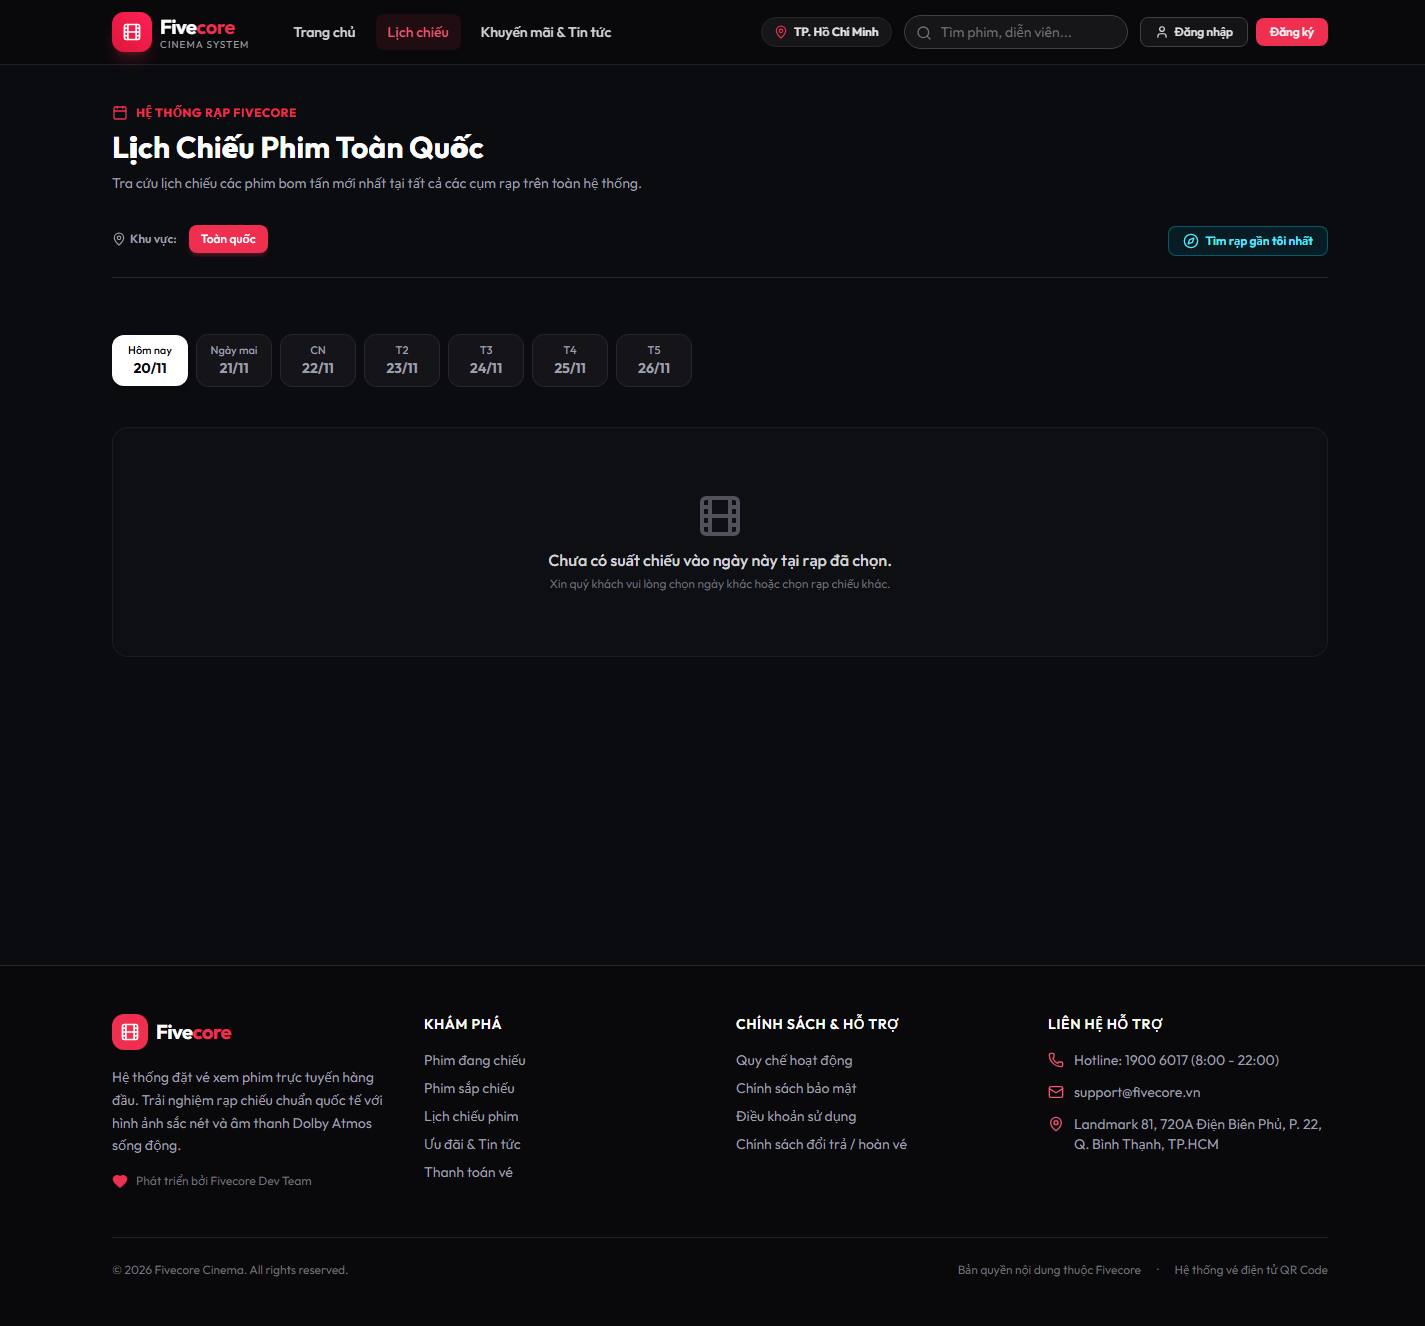 Fivecore
CINEMA SYSTEM
Trang chủ
Lịch chiếu
Khuyến mãi & Tin tức
TP. Hồ Chí Minh
Tìm phim, diễn viên...
Đăng nhập
Đăng ký
HỆ THỐNG RẠP FIVECORE
Lịch Chiếu Phim Toàn Quốc
Tra cứu lịch chiếu các phim bom tấn mới nhất tại tất cả các cụm rạp trên toàn hệ thống.
Khu vực:
Toàn quốc
Tìm rạp gần tôi nhất
Hôm nay
20/11
Ngày mai
21/11
CN
22/11
T2
23/11
T3
24/11
T4
25/11
T5
26/11
Chưa có suất chiếu vào ngày này tại rạp đã chọn.
Xin quý khách vui lòng chọn ngày khác hoặc chọn rạp chiếu khác.
Fivecore
Hệ thống đặt vé xem phim trực tuyến hàng
đầu. Trải nghiệm rạp chiếu chuẩn quốc tế với
hình ảnh sắc nét và âm thanh Dolby Atmos
sống động.
Phát triển bởi Fivecore Dev Team
KHÁM PHÁ
Phim đang chiếu
Phim sắp chiếu
Lịch chiếu phim
Ưu đãi & Tin tức
Thanh toán vé
CHÍNH SÁCH & HỖ TRỢ
Quy chế hoạt động
Chính sách bảo mật
Điều khoản sử dụng
Chính sách đổi trả / hoàn vé
LIÊN HỆ HỖ TRỢ
Hotline: 1900 6017 (8:00 - 22:00)
support@fivecore.vn
Landmark 81, 720A Điện Biên Phủ, P. 22,
Q. Bình Thạnh, TP.HCM
© 2026 Fivecore Cinema. All rights reserved.
Bản quyền nội dung thuộc Fivecore
·
Hệ thống vé điện tử QR Code